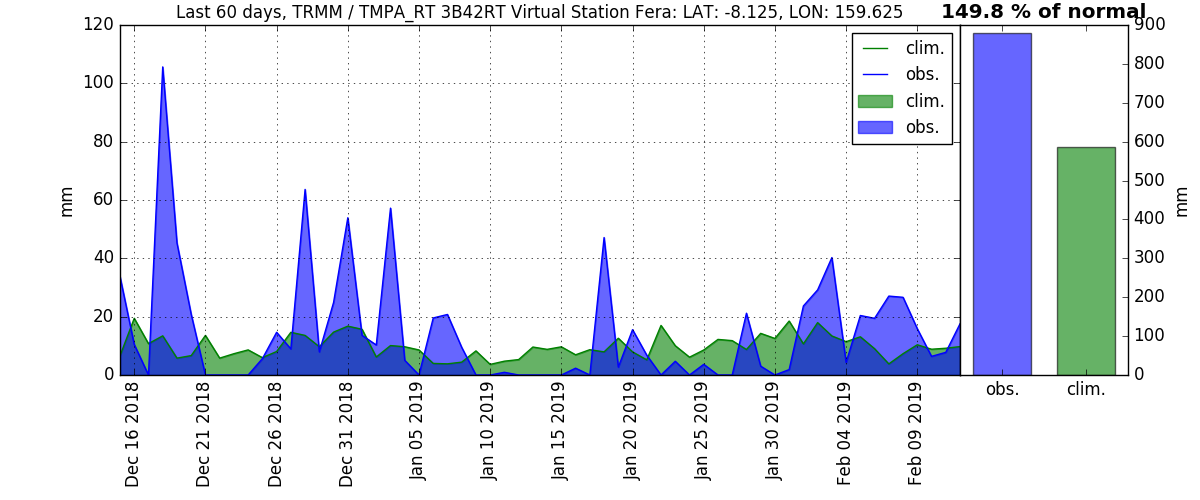 Last 60 days, TRMM / TMPA_RT 3B42RT Virtual Station Fera: LAT: -8.125, LON: 159.625
149.8 % of normal
120
100
80
60
40
20
0
mm
clim.
obs.
clim.
obs.
Dec 16 2018
Dec 21 2018
Dec 26 2018
Dec 31 2018
Jan 05 2019
Jan 10 2019
Jan 15 2019
Jan 20 2019
Jan 25 2019
Jan 30 2019
Feb 04 2019
Feb 09 2019
900
800
700
600
500
400
300
200
100
0
mm
obs. clim.